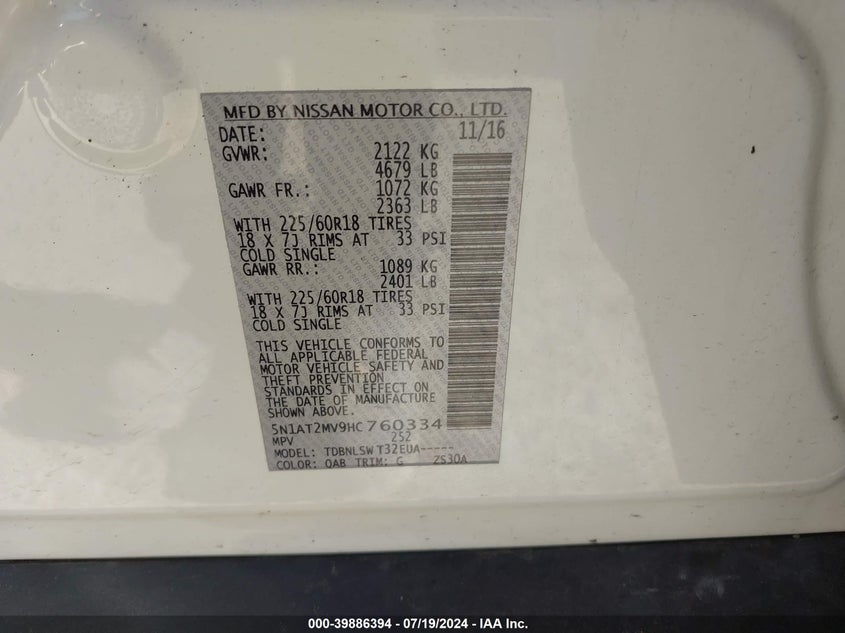 MFD BY NISSAN MOTOR CO., LTD.
DATE: 11/16
GVWR: 2122 KG
4679 LB
GAWR FR.: 1072 KG
2363 LB
WITH 225/60R18 TIRES
18 X 7J RIMS AT 33 PSI
COLD SINGLE
GAWR RR.: 1089 KG
2401 LB
WITH 225/60R18 TIRES
18 X 7J RIMS AT 33 PSI
COLD SINGLE
THIS VEHICLE CONFORMS TO
ALL APPLICABLE FEDERAL
MOTOR VEHICLE SAFETY AND
THEFT PREVENTION
STANDARDS IN EFFECT ON
THE DATE OF MANUFACTURE
SHOWN ABOVE.
5N1AT2MV9HC760334
MPV 252
MODEL: TDBNLSW T32EUA-----
COLOR: QAB TRIM: G ZS30A
000-39886394 - 07/19/2024 - IAA Inc.